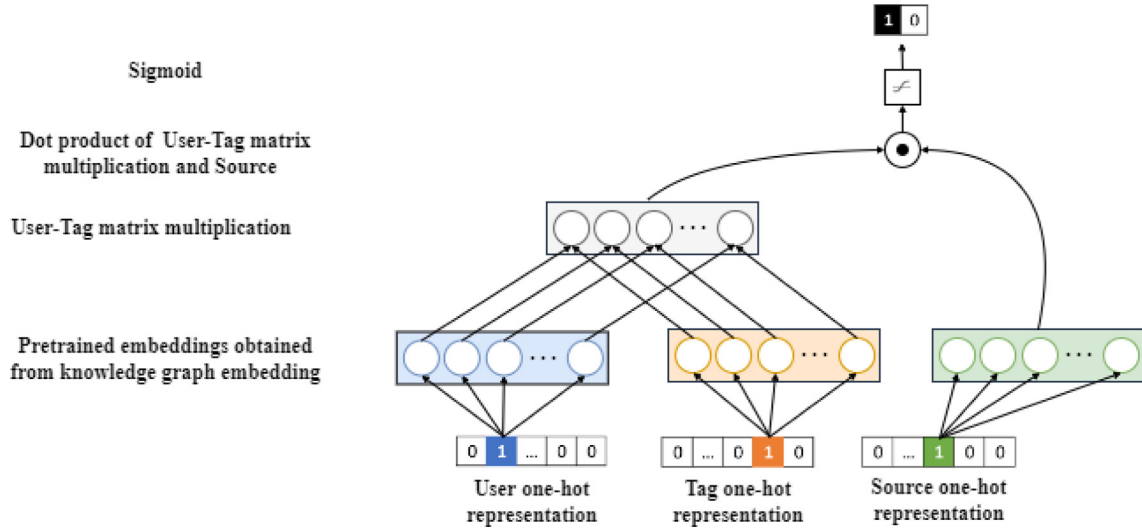 1 0
Sigmoid
Dot product of User-Tag matrix
multiplication and Source
User-Tag matrix multiplication
...
Pretrained embeddings obtained
from knowledge graph embedding
... ... ...
0 1 ... 0 0
0 ... 0 1 0
0 ... 1 0 0
User one-hot
representation
Tag one-hot
representation
Source one-hot
representation